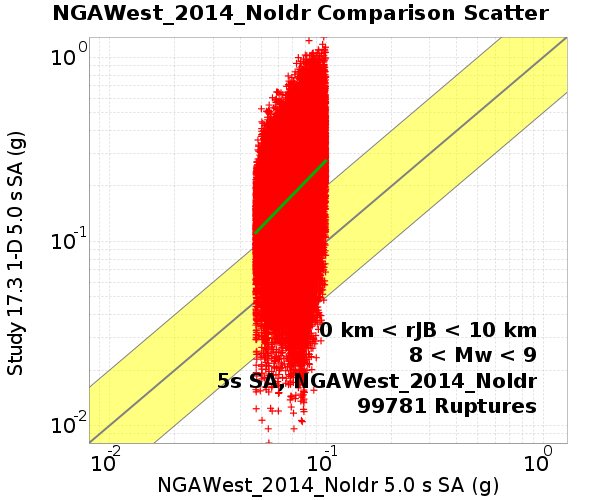 NGAWest_2014_NoIdr Comparison Scatter
Study 17.3 1-D 5.0 s SA (g)
10^0
10^-1
10^-2
0 km < rJB < 10 km
8 < Mw < 9
5s SA, NGAWest_2014_NoIdr
99781 Ruptures
10^-2 10^-1 10^0
NGAWest_2014_NoIdr 5.0 s SA (g)